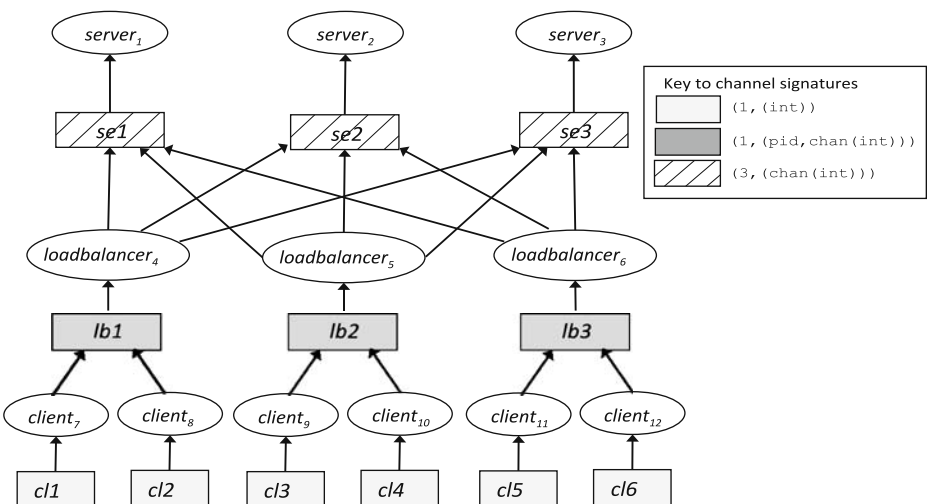 server₁ server₂ server₃
Key to channel signatures
(1,(int))
se1 se2 se3
(1,(pid,chan(int)))
(3,(chan(int)))
loadbalancer₄ loadbalancer₅ loadbalancer₆
lb1 lb2 lb3
client₇ client₈ client₉ client₁₀ client₁₁ client₁₂
cl1 cl2 cl3 cl4 cl5 cl6